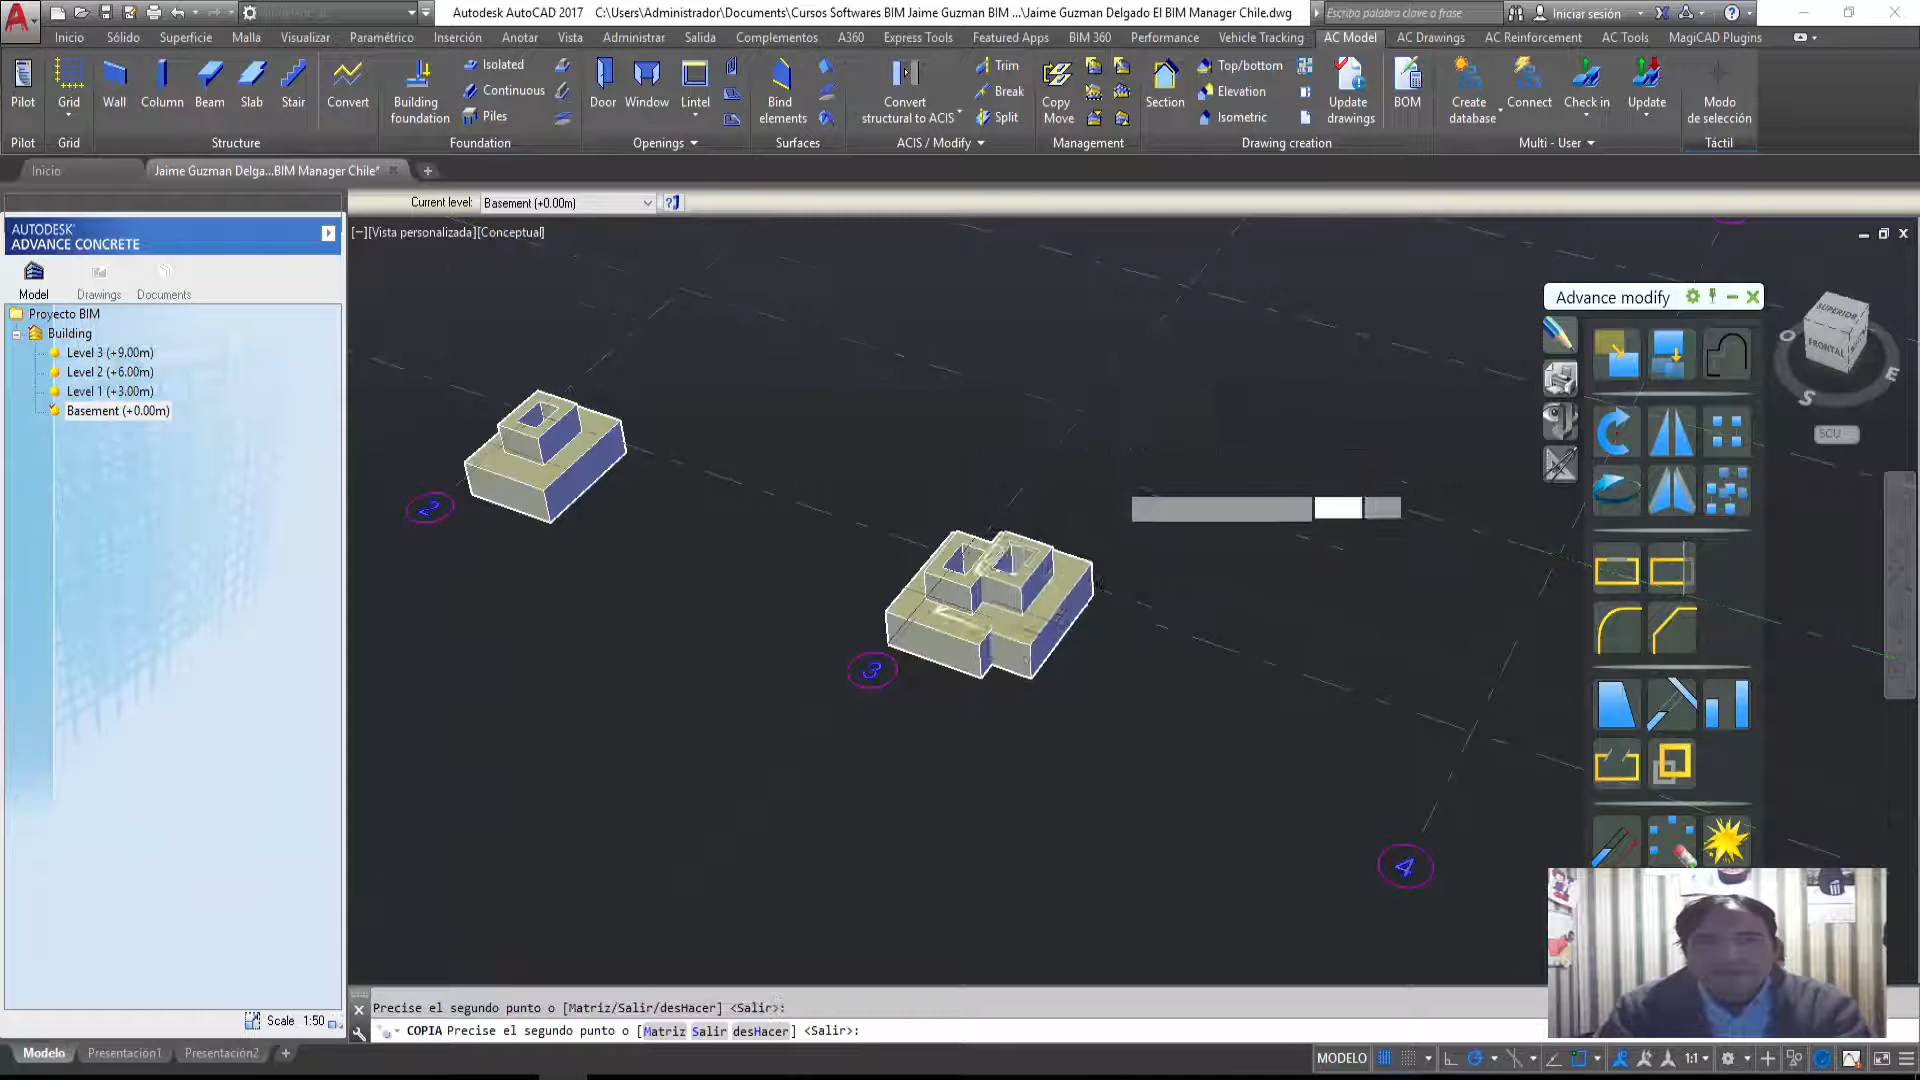 Autodesk AutoCAD 2017 C:\Users\Administrador\Documents\Cursos Softwares BIM Jaime Guzman BIM ...\Jaime Guzman Delgado El BIM Manager Chile.dwg
Escriba palabra clave o frase
Iniciar sesión
Inicio Sólido Superficie Malla Visualizar Paramétrico Inserción Anotar Vista Administrar Salida Complementos A360 Express Tools Featured Apps BIM 360 Performance Vehicle Tracking AC Model AC Drawings AC Reinforcement AC Tools MagiCAD Plugins
Pilot Grid Wall Column Beam Slab Stair Convert Building foundation Isolated Continuous Piles Door Window Lintel Bind elements Convert structural to ACIS Trim Break Split Copy Move Section Top/bottom Elevation Isometric Update drawings BOM Create database Connect Check in Update Modo de selección
Pilot Grid Structure Foundation Openings Surfaces ACIS / Modify Management Drawing creation Multi - User Táctil
Inicio Jaime Guzman Delga...BIM Manager Chile*
Current level: Basement (+0.00m)
AUTODESK
ADVANCE CONCRETE
Model Drawings Documents
Proyecto BIM
Building
Level 3 (+9.00m)
Level 2 (+6.00m)
Level 1 (+3.00m)
Basement (+0.00m)
Scale 1:50
[−][Vista personalizada][Conceptual]
2
3
4
Advance modify
SUPERIOR
FRONTAL
O
S
E
SCU
Precise el segundo punto o [Matriz/Salir/desHacer] <Salir>:
COPIA Precise el segundo punto o [Matriz Salir desHacer] <Salir>:
Modelo Presentación1 Presentación2
MODELO
1:1